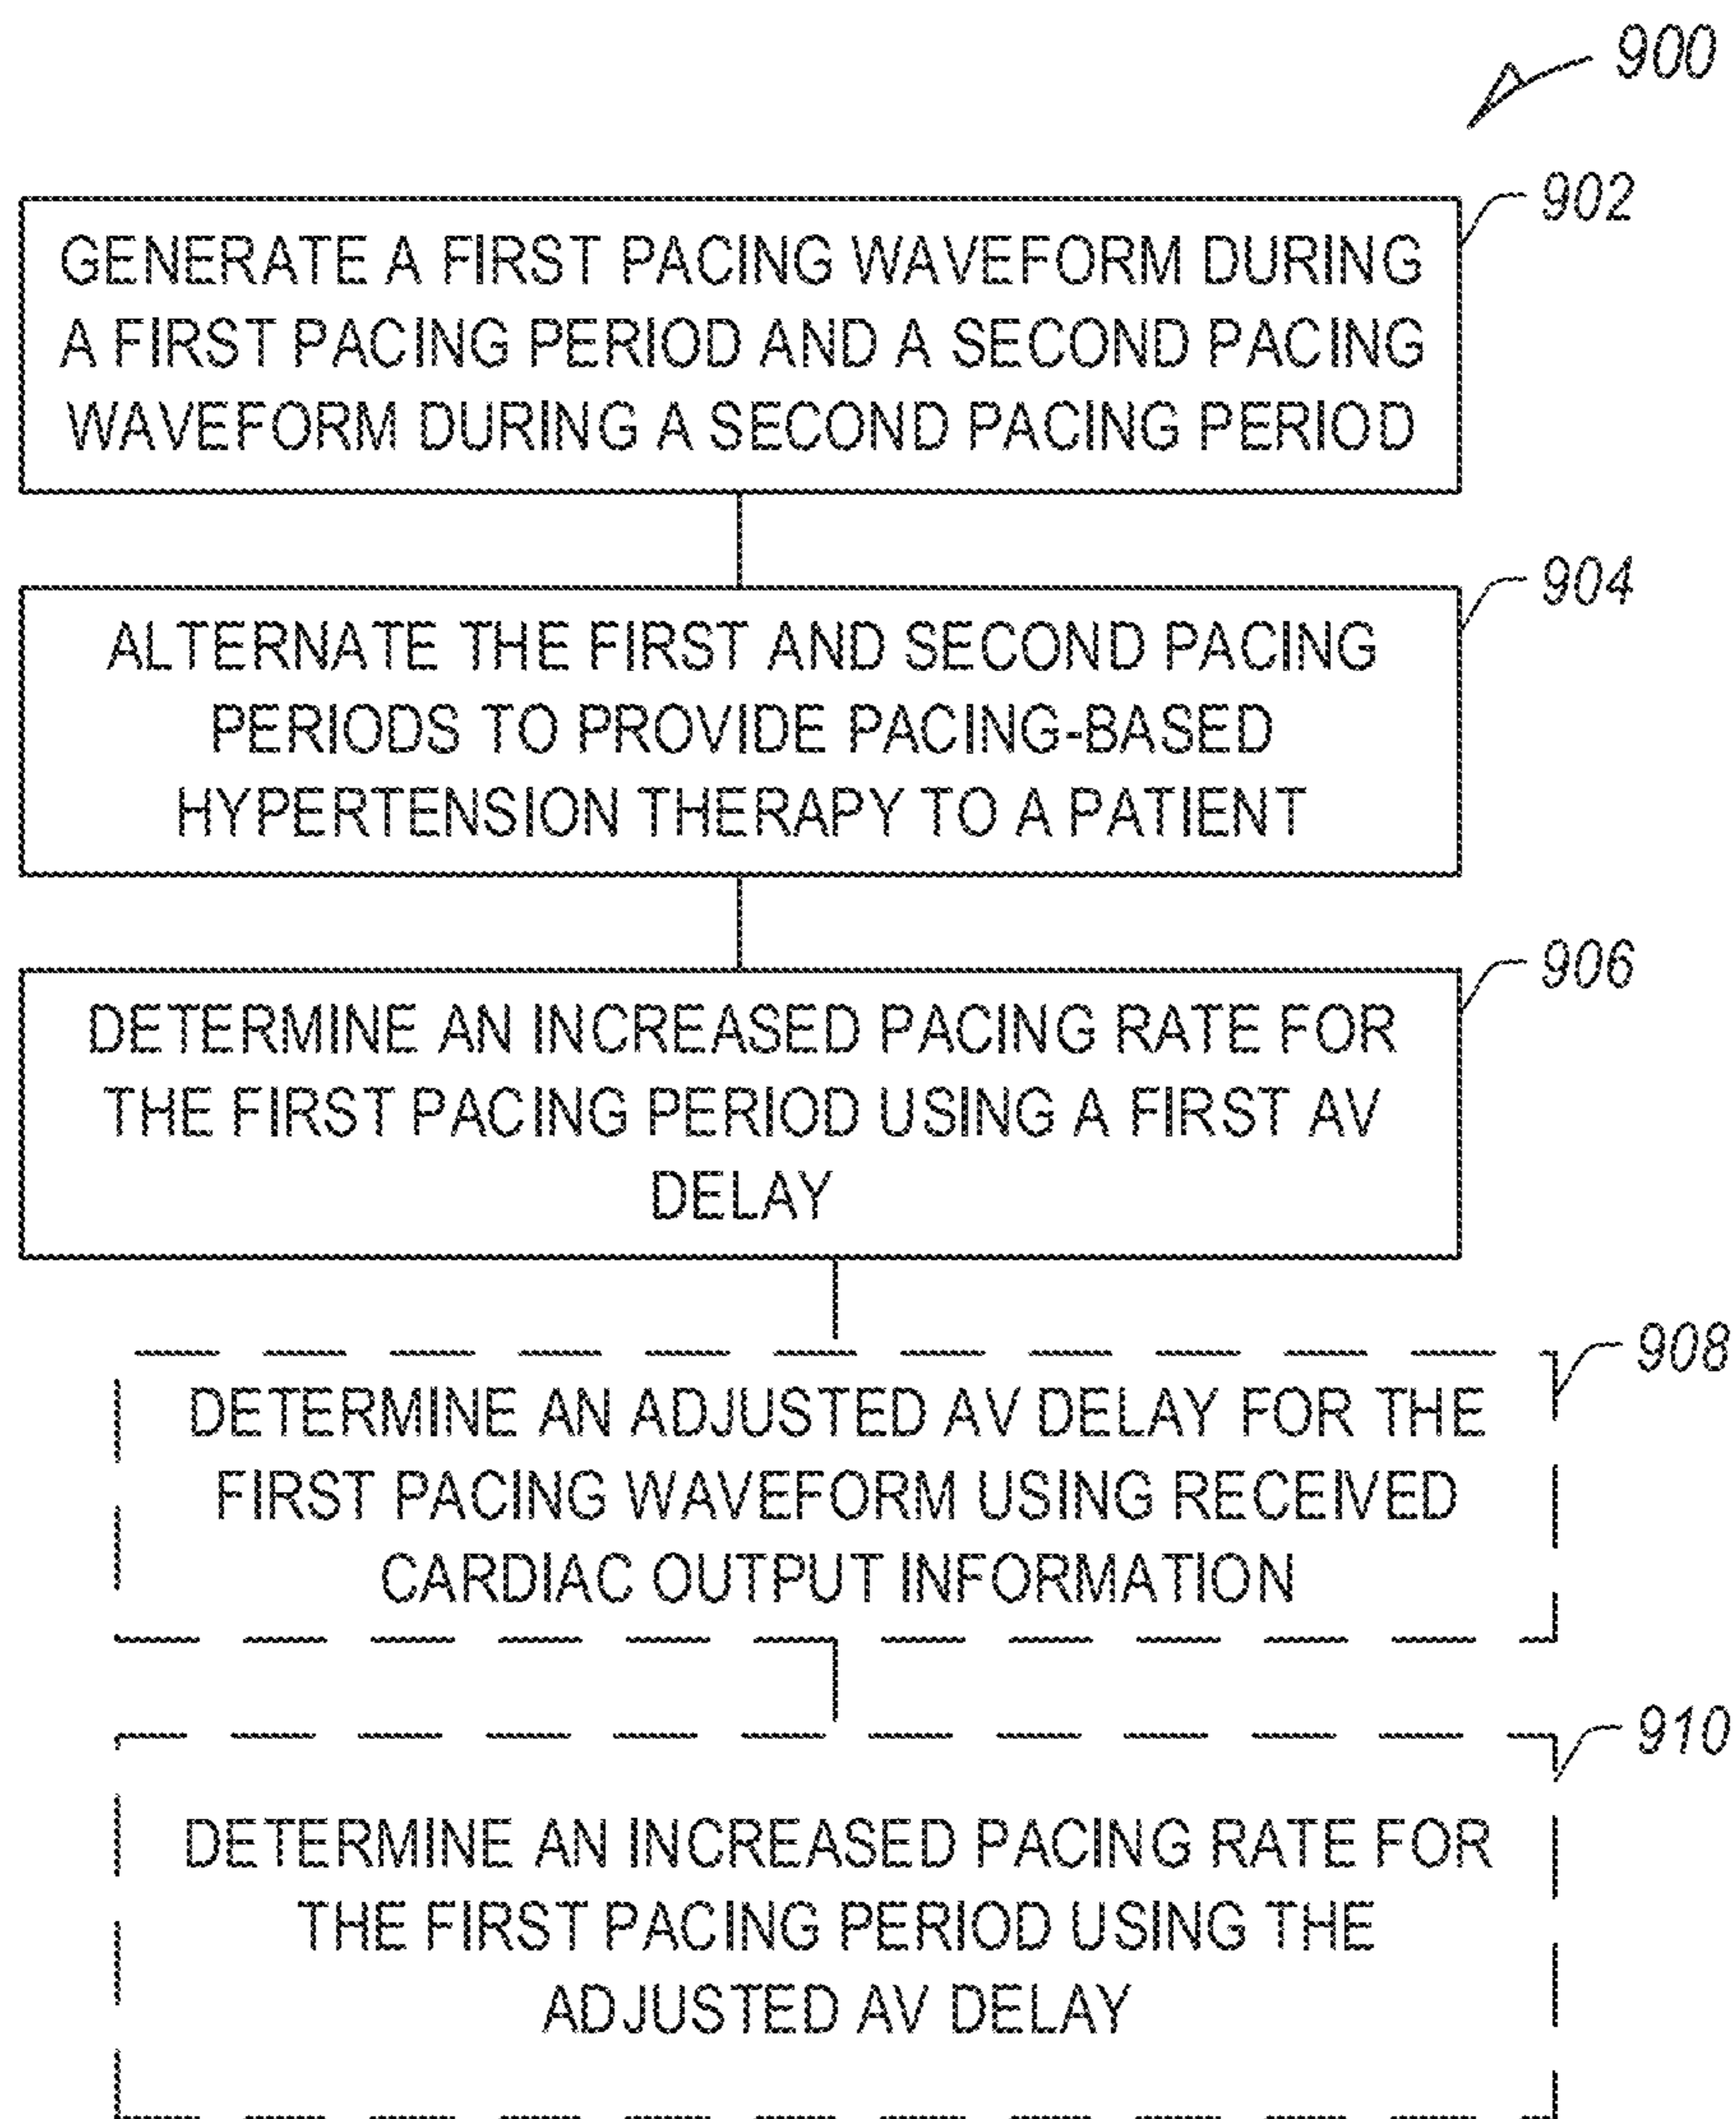 900
902
GENERATE A FIRST PACING WAVEFORM DURING
A FIRST PACING PERIOD AND A SECOND PACING
WAVEFORM DURING A SECOND PACING PERIOD
904
ALTERNATE THE FIRST AND SECOND PACING
PERIODS TO PROVIDE PACING-BASED
HYPERTENSION THERAPY TO A PATIENT
906
DETERMINE AN INCREASED PACING RATE FOR
THE FIRST PACING PERIOD USING A FIRST AV
DELAY
908
DETERMINE AN ADJUSTED AV DELAY FOR THE
FIRST PACING WAVEFORM USING RECEIVED
CARDIAC OUTPUT INFORMATION
910
DETERMINE AN INCREASED PACING RATE FOR
THE FIRST PACING PERIOD USING THE
ADJUSTED AV DELAY